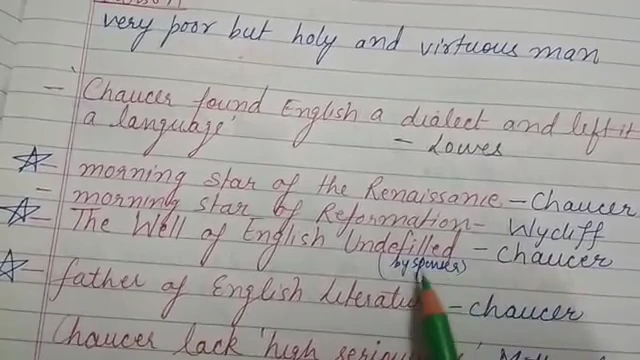 very poor but holy and virtuous man
- 'Chaucer found English a dialect and left it
a language'
- Lowes
- morning star of the Renaissance - Chaucer
- morning star of Reformation - Wycliff
- The Well of English Undefilled - Chaucer
(by spenser)
- father of English literatu - chaucer
Chaucer lack 'high